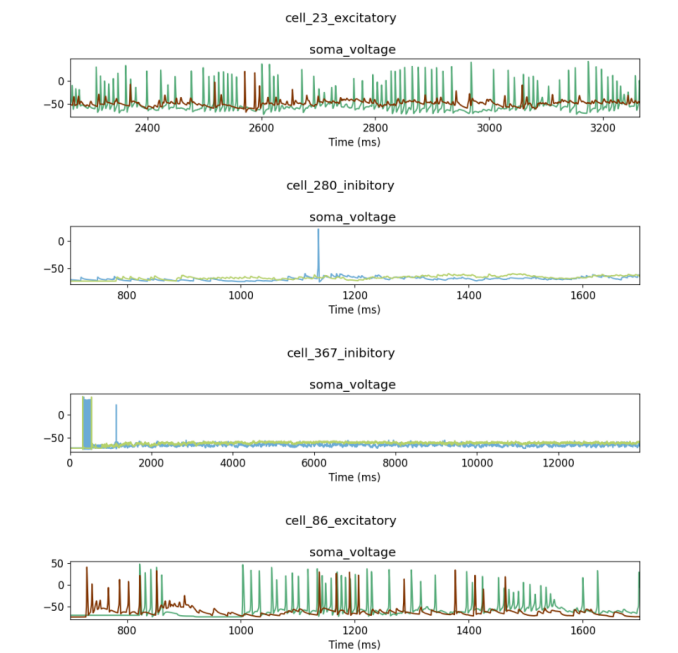 cell_23_excitatory
soma_voltage
0
−50
2400 2600 2800 3000 3200
Time (ms)
cell_280_inibitory
soma_voltage
0
−50
800 1000 1200 1400 1600
Time (ms)
cell_367_inibitory
soma_voltage
0
−50
0 2000 4000 6000 8000 10000 12000
Time (ms)
cell_86_excitatory
soma_voltage
50
0
−50
800 1000 1200 1400 1600
Time (ms)